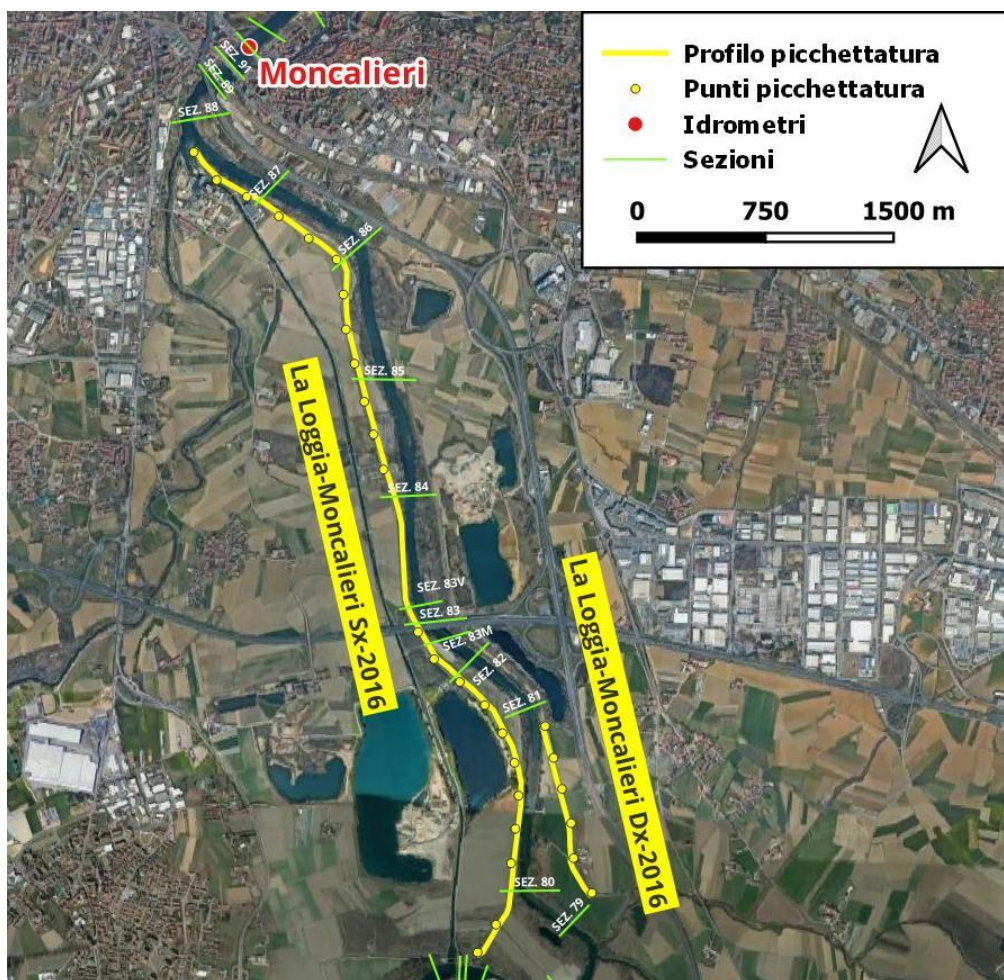 Profilo picchettatura
Punti picchettatura
Idrometri
Sezioni
0 750 1500 m
SEZ. 91
Moncalieri
SEZ. 89
SEZ. 88
SEZ. 87
SEZ. 86
SEZ. 85
La Loggia-Moncalieri Sx-2016
SEZ. 84
La Loggia-Moncalieri Dx-2016
SEZ. 83V
SEZ. 83
SEZ. 83M
SEZ. 82
SEZ. 81
SEZ. 80
SEZ. 79